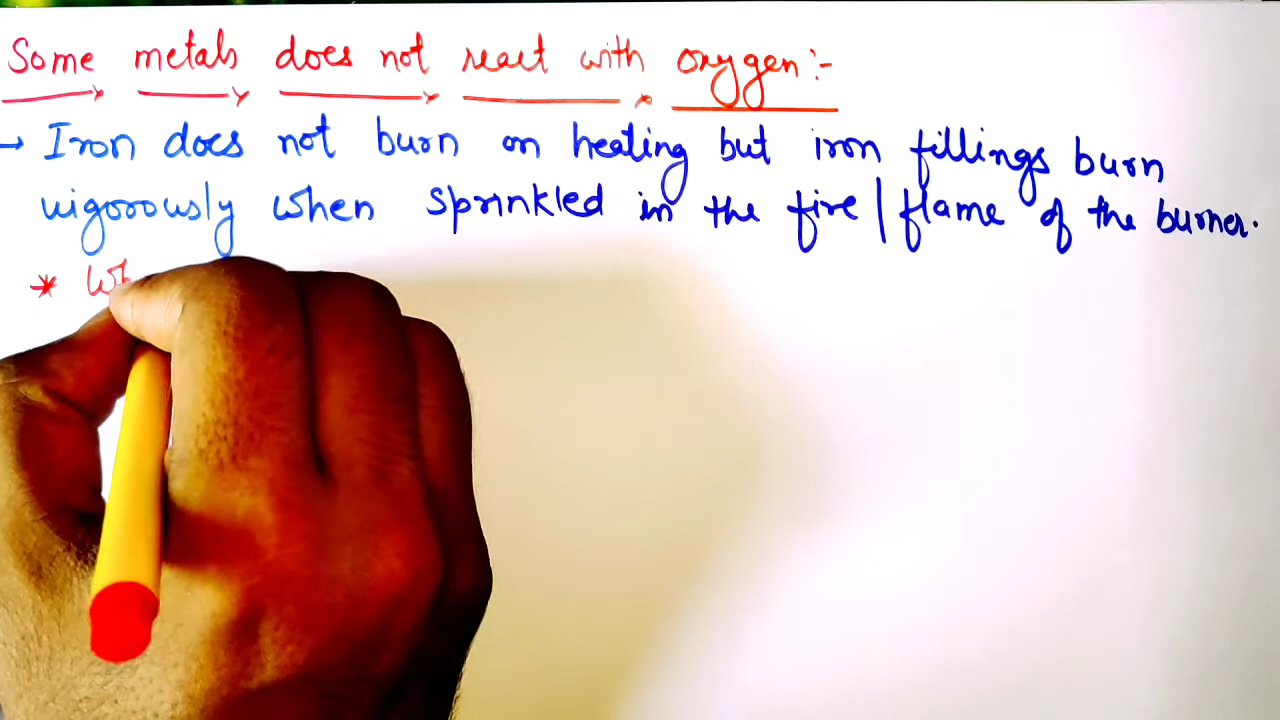 Some metals does not react with oxygen:-
→ Iron does not burn on heating but iron fillings burn
vigorously when sprinkled in the fire/flame of the burner.
* Wh